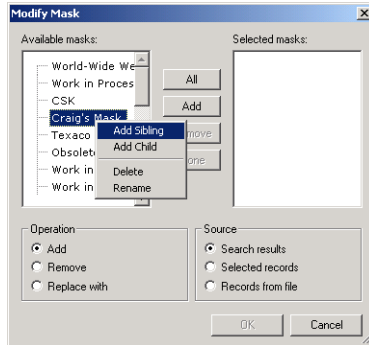 Modify Mask
Available masks:
Selected masks:
World-Wide We
Work in Proces
CSK
Craig's Mask
Texaco
Obsolet
Work in
Work in
All
Add
move
one
Add Sibling
Add Child
Delete
Rename
Operation
Add
Remove
Replace with
Source
Search results
Selected records
Records from file
OK
Cancel